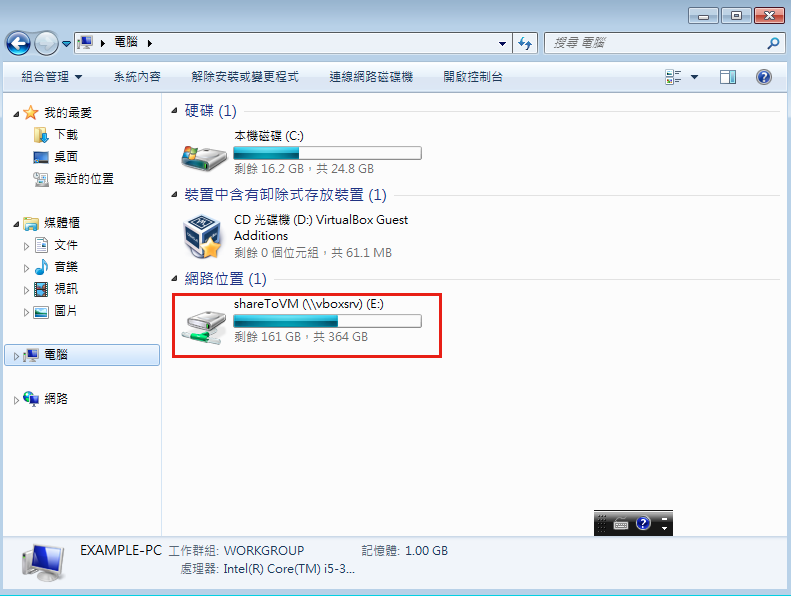 電腦
搜尋 電腦
組合管理
系統內容
解除安裝或變更程式
連線網路磁碟機
開啟控制台
我的最愛
下載
桌面
最近的位置
媒體櫃
文件
音樂
視訊
圖片
電腦
網路
硬碟 (1)
本機磁碟 (C:)
剩餘 16.2 GB，共 24.8 GB
裝置中含有卸除式存放裝置 (1)
CD 光碟機 (D:) VirtualBox Guest
Additions
剩餘 0 個位元組，共 61.1 MB
網路位置 (1)
shareToVM (\\vboxsrv) (E:)
剩餘 161 GB，共 364 GB
EXAMPLE-PC 工作群組: WORKGROUP 記憶體: 1.00 GB
處理器: Intel(R) Core(TM) i5-3...